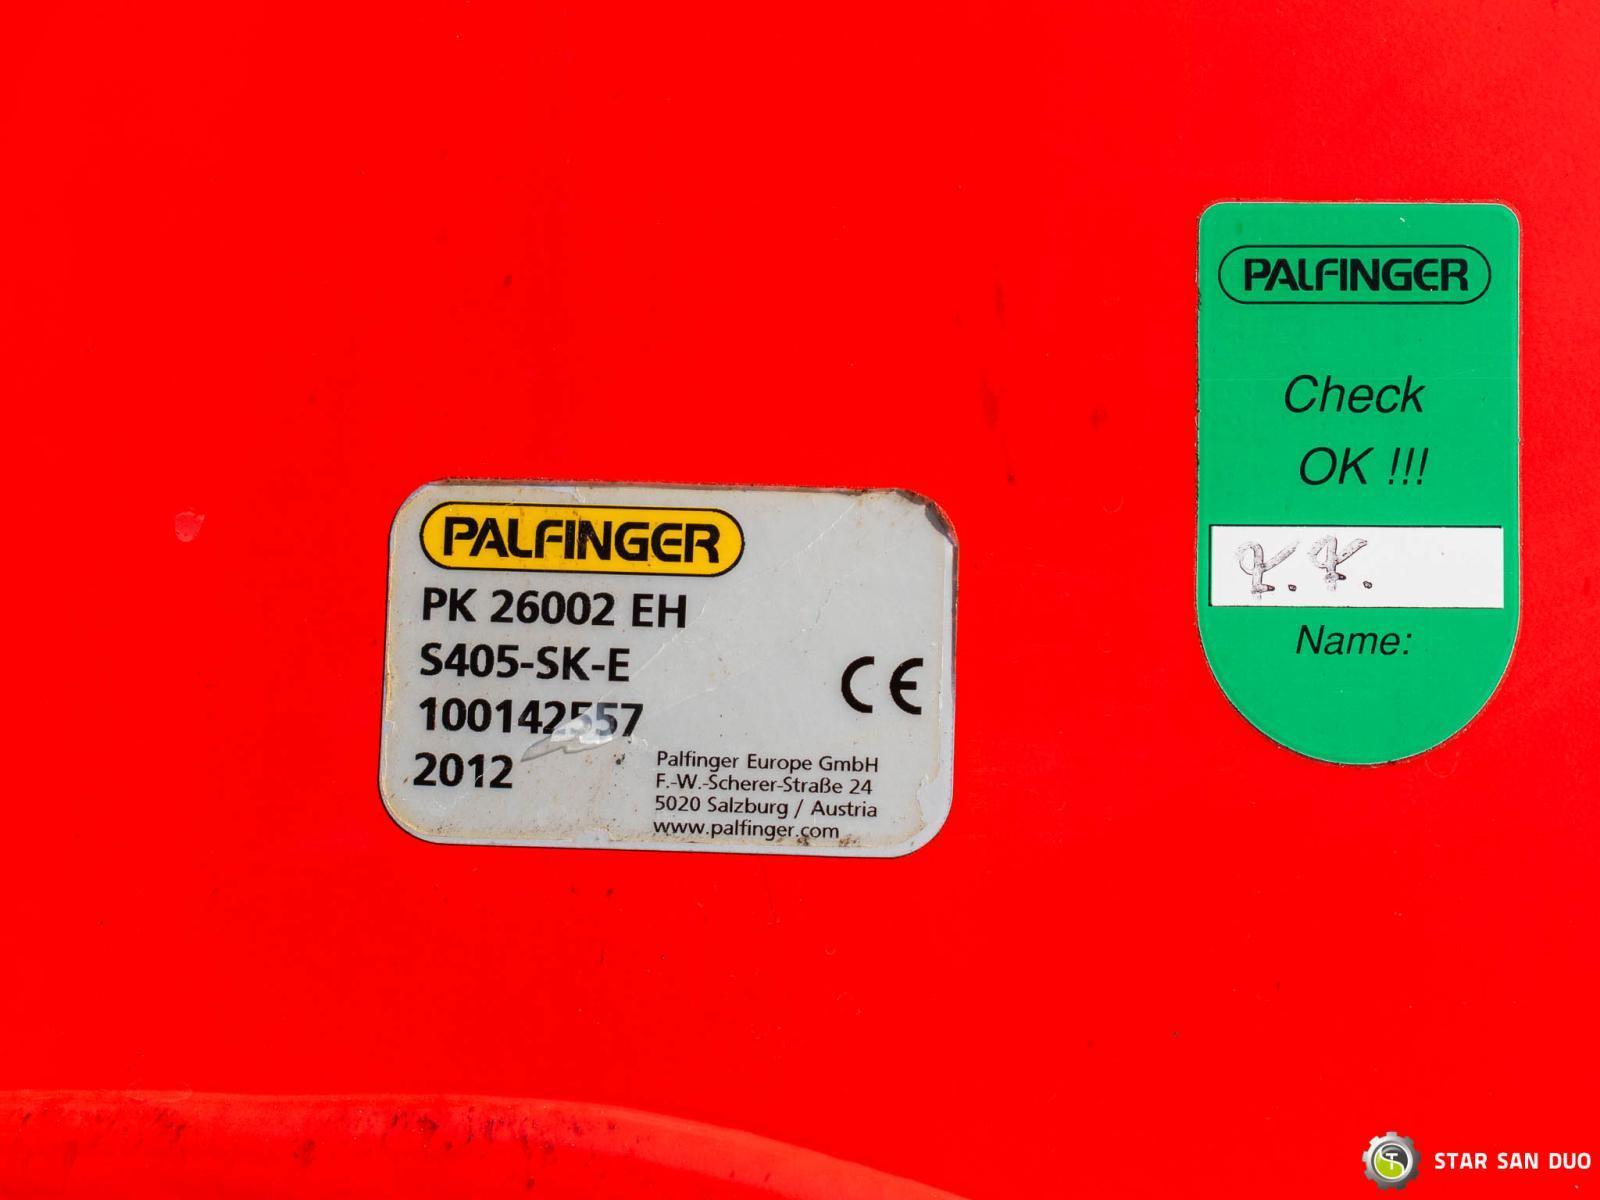 PALFINGER
PK 26002 EH
S405-SK-E
100142557
2012
CE
Palfinger Europe GmbH
F.-W.-Scherer-Straße 24
5020 Salzburg / Austria
www.palfinger.com
PALFINGER
Check
OK !!!
Name:
STAR SAN DUO